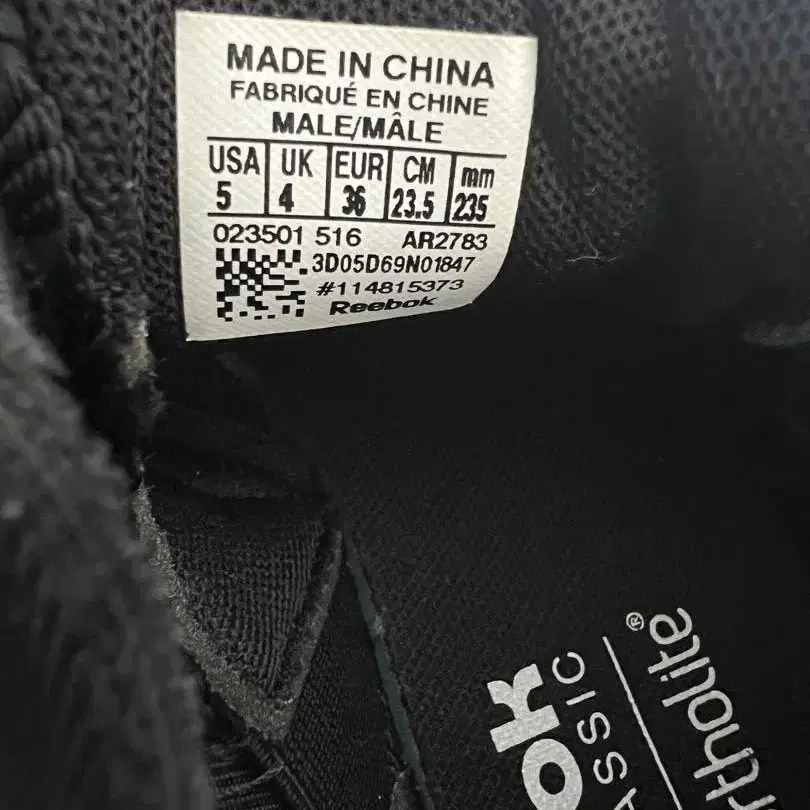 MADE IN CHINA
FABRIQUÉ EN CHINE
MALE/MÂLE
USA UK EUR CM mm
5 4 36 23.5 235
023501 516 AR2783
3D05D69N01847
#114815373
Reebok
ok
ASSIC
rtholite®